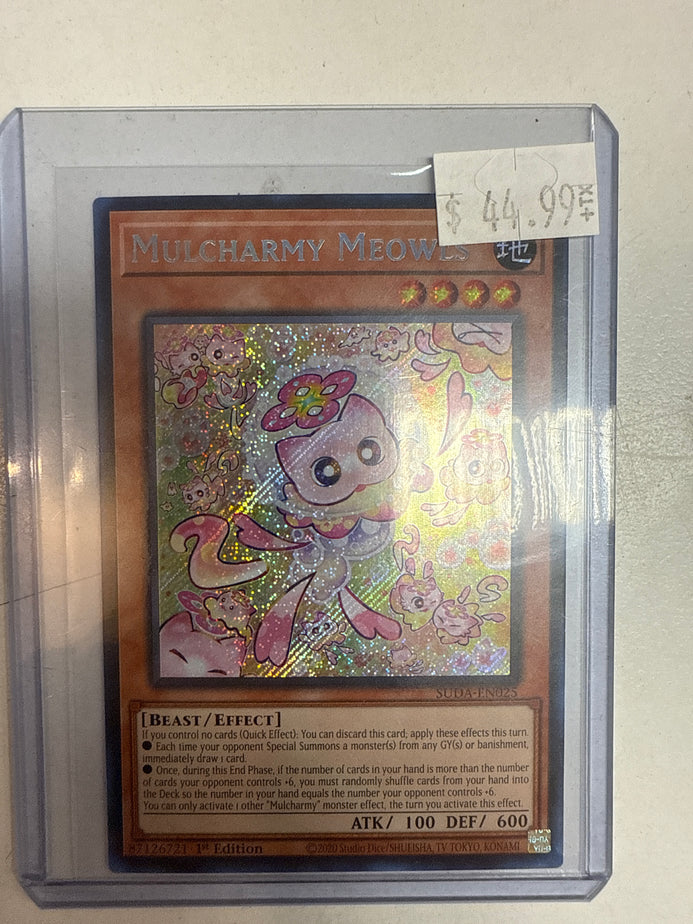 $ 44.99 +TX
MULCHARMY MEOWLS
地
SUDA-EN025
[BEAST/EFFECT]
If you control no cards (Quick Effect): You can discard this card; apply these effects this turn.
● Each time your opponent Special Summons a monster(s) from any GY(s) or banishment,
immediately draw 1 card.
● Once, during this End Phase, if the number of cards in your hand is more than the number
of cards your opponent controls +6, you must randomly shuffle cards from your hand into
the Deck so the number in your hand equals the number your opponent controls +6.
You can only activate 1 other "Mulcharmy" monster effect, the turn you activate this effect.
ATK/ 100 DEF/ 600
87126721 1st Edition
©2020 Studio Dice/SHUEISHA, TV TOKYO, KONAMI